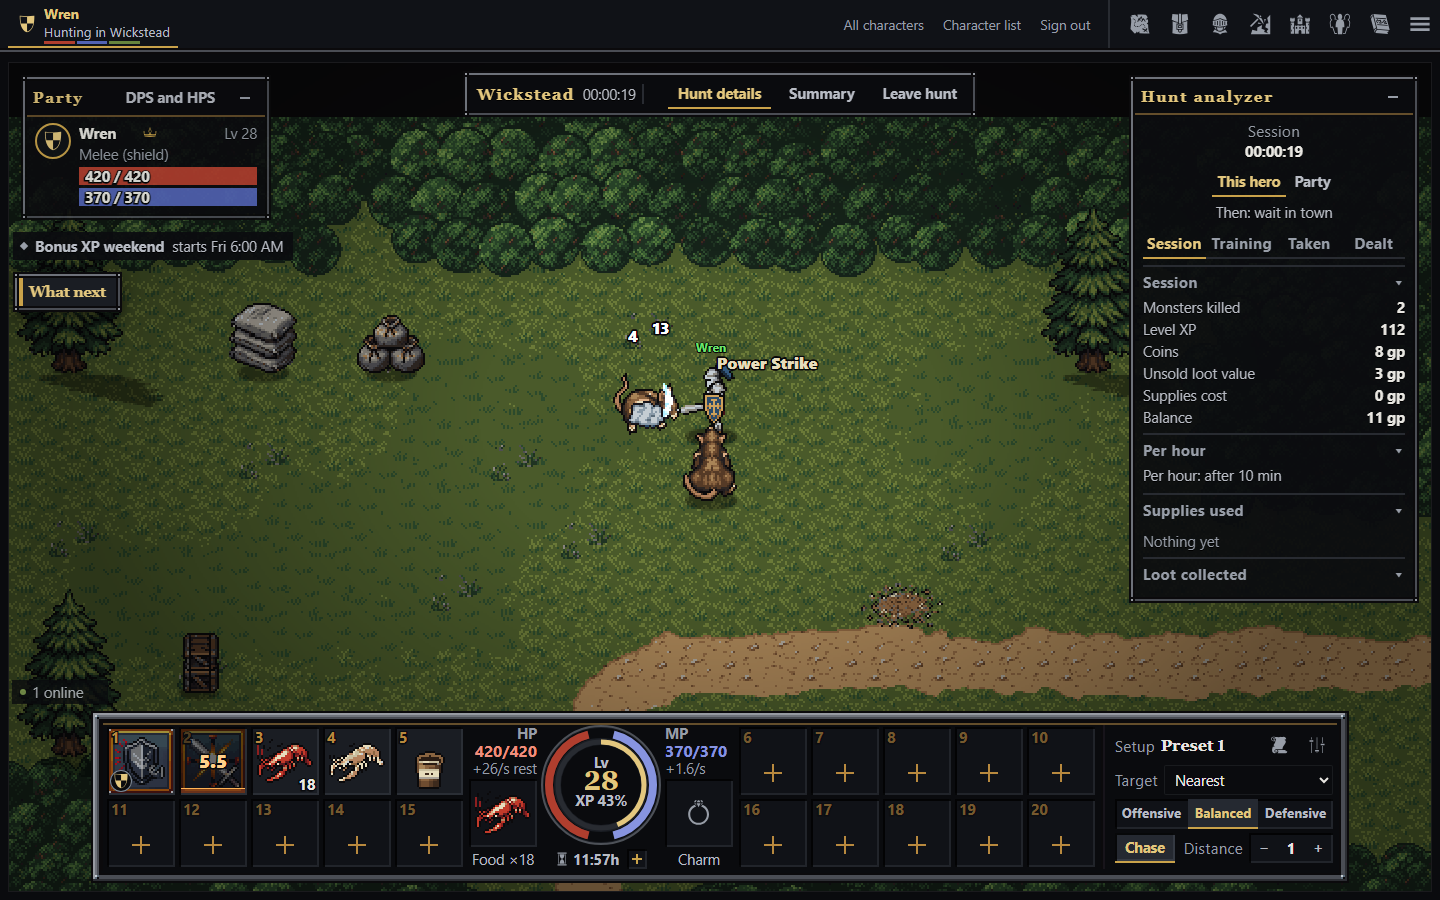 Wren
Hunting in Wickstead
All characters
Character list
Sign out
Party
DPS and HPS
Wren
Lv 28
Melee (shield)
420 / 420
370 / 370
Bonus XP weekend starts Fri 6:00 AM
What next
1 online
Wickstead 00:00:19
Hunt details
Summary
Leave hunt
4
13
Wren
Power Strike
Hunt analyzer
Session
00:00:19
This hero
Party
Then: wait in town
Session
Training
Taken
Dealt
Session
Monsters killed 2
Level XP 112
Coins 8 gp
Unsold loot value 3 gp
Supplies cost 0 gp
Balance 11 gp
Per hour
Per hour: after 10 min
Supplies used
Nothing yet
Loot collected
1
2
5.5
3
18
4
5
11
12
13
14
15
HP
420/420
+26/s rest
Food ×18
Lv
28
XP 43%
11:57h +
MP
370/370
+1.6/s
Charm
6
7
8
9
10
16
17
18
19
20
Setup Preset 1
Target Nearest
Offensive
Balanced
Defensive
Chase
Distance
− 1 +